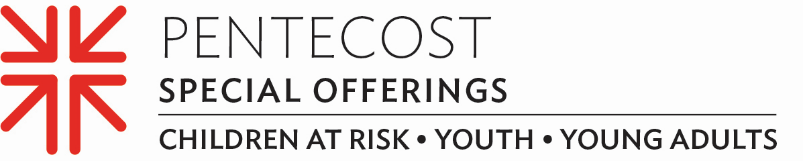 PENTECOST
SPECIAL OFFERINGS
CHILDREN AT RISK • YOUTH • YOUNG ADULTS